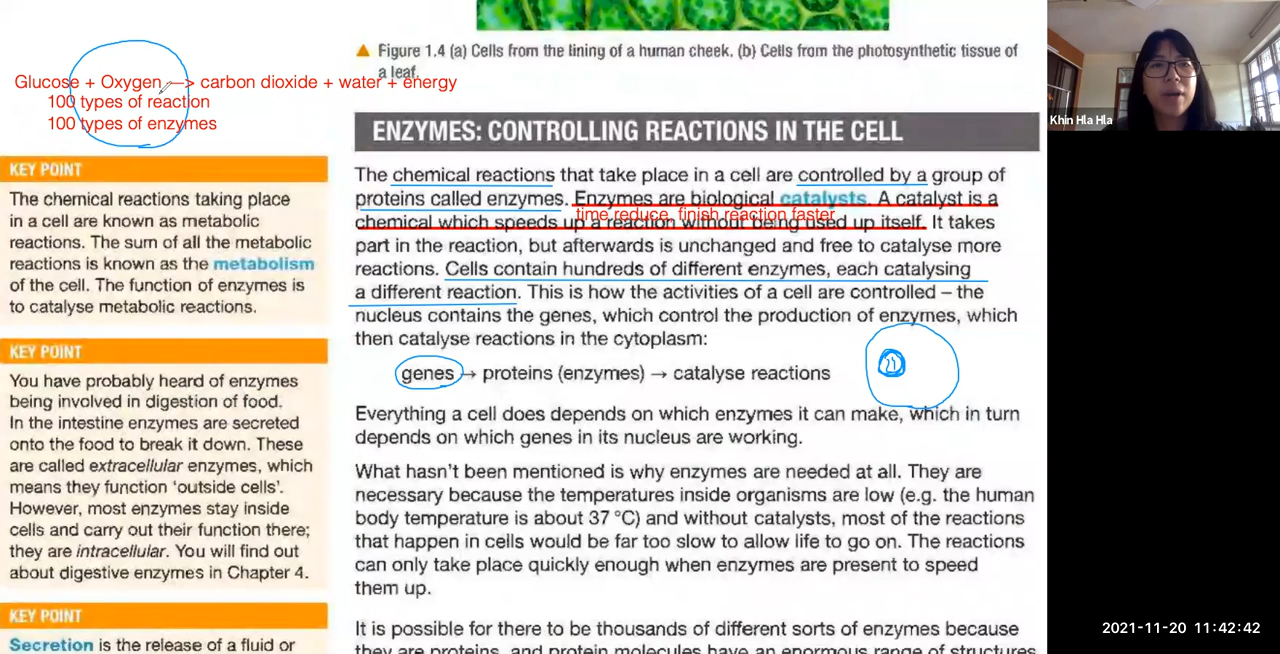 Figure 1.4 (a) Cells from the lining of a human cheek. (b) Cells from the photosynthetic tissue of
a leaf.
Glucose + Oxygen --> carbon dioxide + water + energy
100 types of reaction
100 types of enzymes
KEY POINT
The chemical reactions taking place
in a cell are known as metabolic
reactions. The sum of all the metabolic
reactions is known as the metabolism
of the cell. The function of enzymes is
to catalyse metabolic reactions.
KEY POINT
You have probably heard of enzymes
being involved in digestion of food.
In the intestine enzymes are secreted
onto the food to break it down. These
are called extracellular enzymes, which
means they function ‘outside cells’.
However, most enzymes stay inside
cells and carry out their function there;
they are intracellular. You will find out
about digestive enzymes in Chapter 4.
KEY POINT
Secretion is the release of a fluid or
ENZYMES: CONTROLLING REACTIONS IN THE CELL
The chemical reactions that take place in a cell are controlled by a group of
proteins called enzymes. Enzymes are biological catalysts. A catalyst is a
time reduce, finish reaction faster
chemical which speeds up a reaction without being used up itself. It takes
part in the reaction, but afterwards is unchanged and free to catalyse more
reactions. Cells contain hundreds of different enzymes, each catalysing
a different reaction. This is how the activities of a cell are controlled – the
nucleus contains the genes, which control the production of enzymes, which
then catalyse reactions in the cytoplasm:
genes → proteins (enzymes) → catalyse reactions
Everything a cell does depends on which enzymes it can make, which in turn
depends on which genes in its nucleus are working.
What hasn't been mentioned is why enzymes are needed at all. They are
necessary because the temperatures inside organisms are low (e.g. the human
body temperature is about 37 °C) and without catalysts, most of the reactions
that happen in cells would be far too slow to allow life to go on. The reactions
can only take place quickly enough when enzymes are present to speed
them up.
It is possible for there to be thousands of different sorts of enzymes because
they are proteins, and protein molecules have an enormous range of structures
Khin Hla Hla
2021-11-20 11:42:42